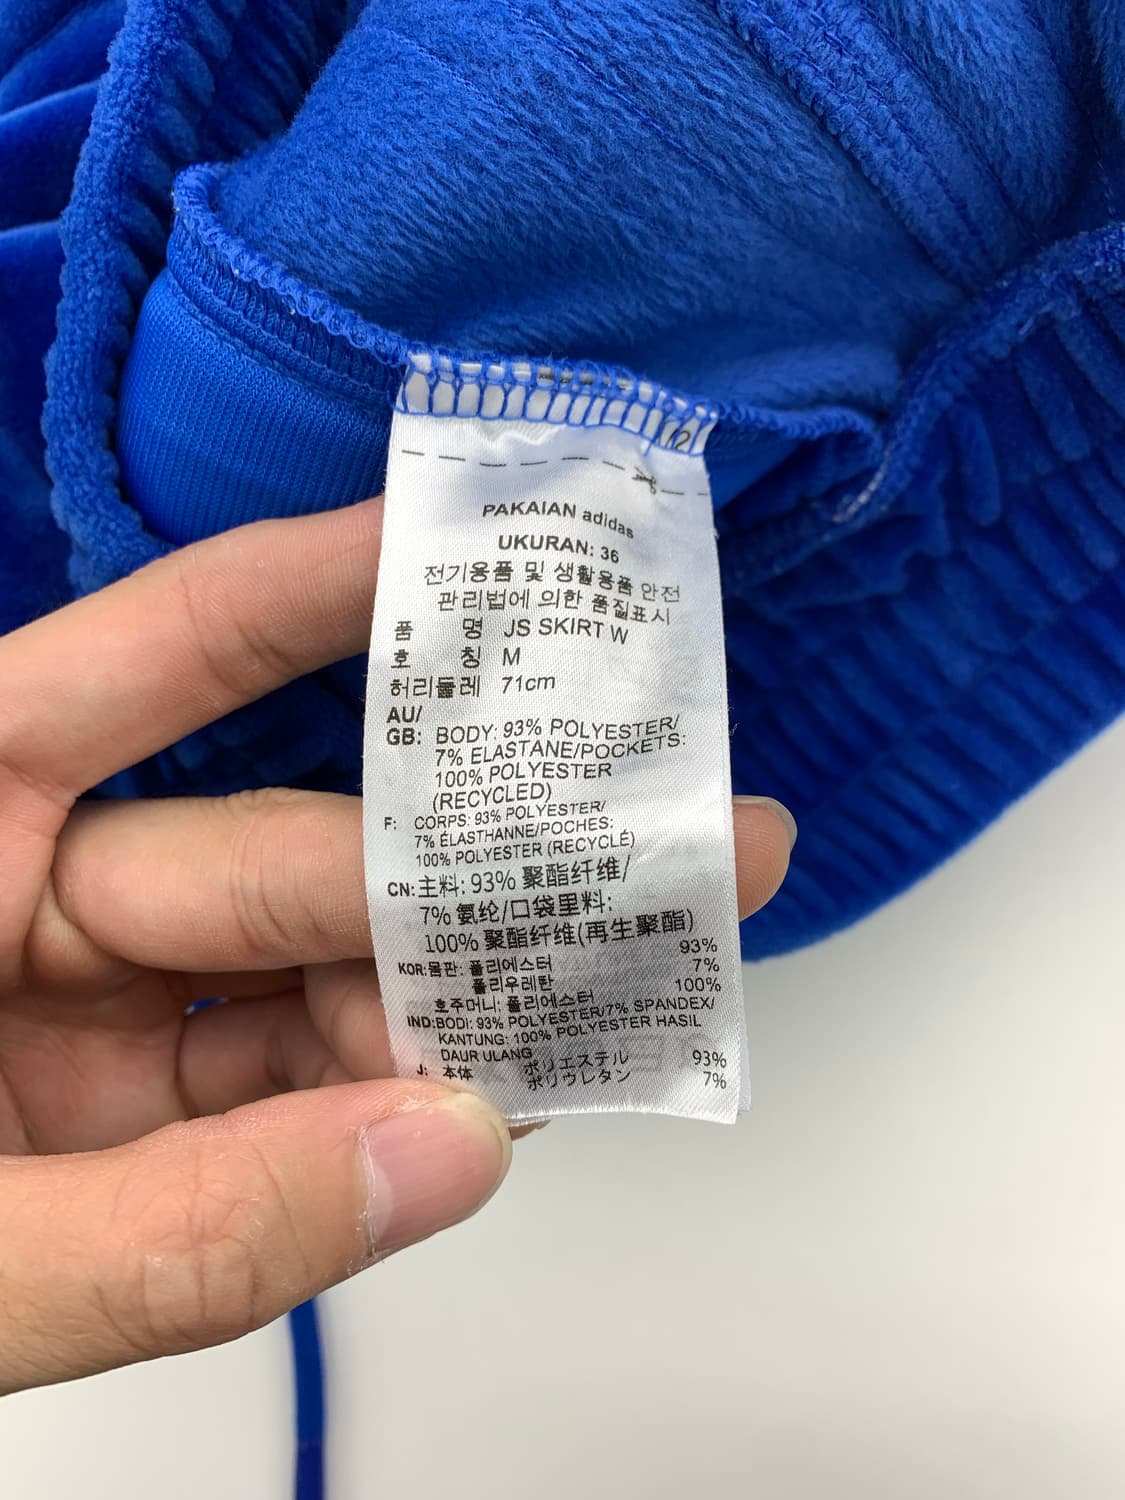 /2
PAKAIAN adidas
UKURAN: 36
전기용품 및 생활용품 안전
관리법에 의한 품질표시
품 명 JS SKIRT W
호 칭 M
허리둘레 71cm
AU/
GB: BODY: 93% POLYESTER/
7% ELASTANE/POCKETS:
100% POLYESTER
(RECYCLED)
F: CORPS: 93% POLYESTER/
7% ÉLASTHANNE/POCHES:
100% POLYESTER (RECYCLÉ)
CN: 主料: 93% 聚酯纤维/
7% 氨纶/口袋里料:
100% 聚酯纤维(再生聚酯)
KOR: 몸판: 폴리에스터 93%
폴리우레탄 7%
호주머니: 폴리에스터 100%
IND: BODI: 93% POLYESTER/7% SPANDEX/
KANTUNG: 100% POLYESTER HASIL
DAUR ULANG
J: 本体 ポリエステル 93%
ポリウレタン 7%